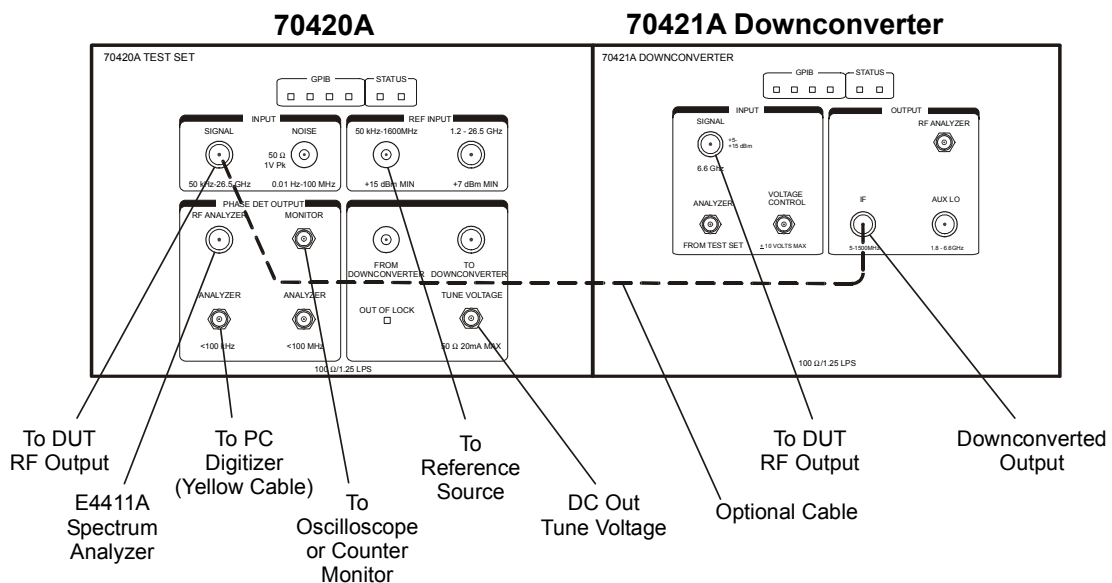 70420A
70421A Downconverter
70420A TEST SET
GPIB
STATUS
INPUT
SIGNAL
NOISE
50 Ω
1V Pk
50 kHz-26.5 GHz
0.01 Hz-100 MHz
REF INPUT
50 kHz-1600MHz
1.2 - 26.5 GHz
+15 dBm MIN
+7 dBm MIN
PHASE DET OUTPUT
RF ANALYZER
MONITOR
ANALYZER
ANALYZER
<100 kHz
<100 MHz
FROM
DOWNCONVERTER
TO
DOWNCONVERTER
OUT OF LOCK
TUNE VOLTAGE
50 Ω 20mA MAX
100 Ω/1.25 LPS
70421A DOWNCONVERTER
GPIB
STATUS
INPUT
SIGNAL
+5-
+15 dBm
6.6 Ghz
ANALYZER
VOLTAGE
CONTROL
FROM TEST SET
±10 VOLTS MAX
OUTPUT
RF ANALYZER
IF
AUX LO
5-1500MHz
1.8 - 6.6GHz
100 Ω/1.25 LPS
To DUT
RF Output
E4411A
Spectrum
Analyzer
To PC
Digitizer
(Yellow Cable)
To
Oscilloscope
or Counter
Monitor
To
Reference
Source
DC Out
Tune Voltage
Optional Cable
To DUT
RF Output
Downconverted
Output